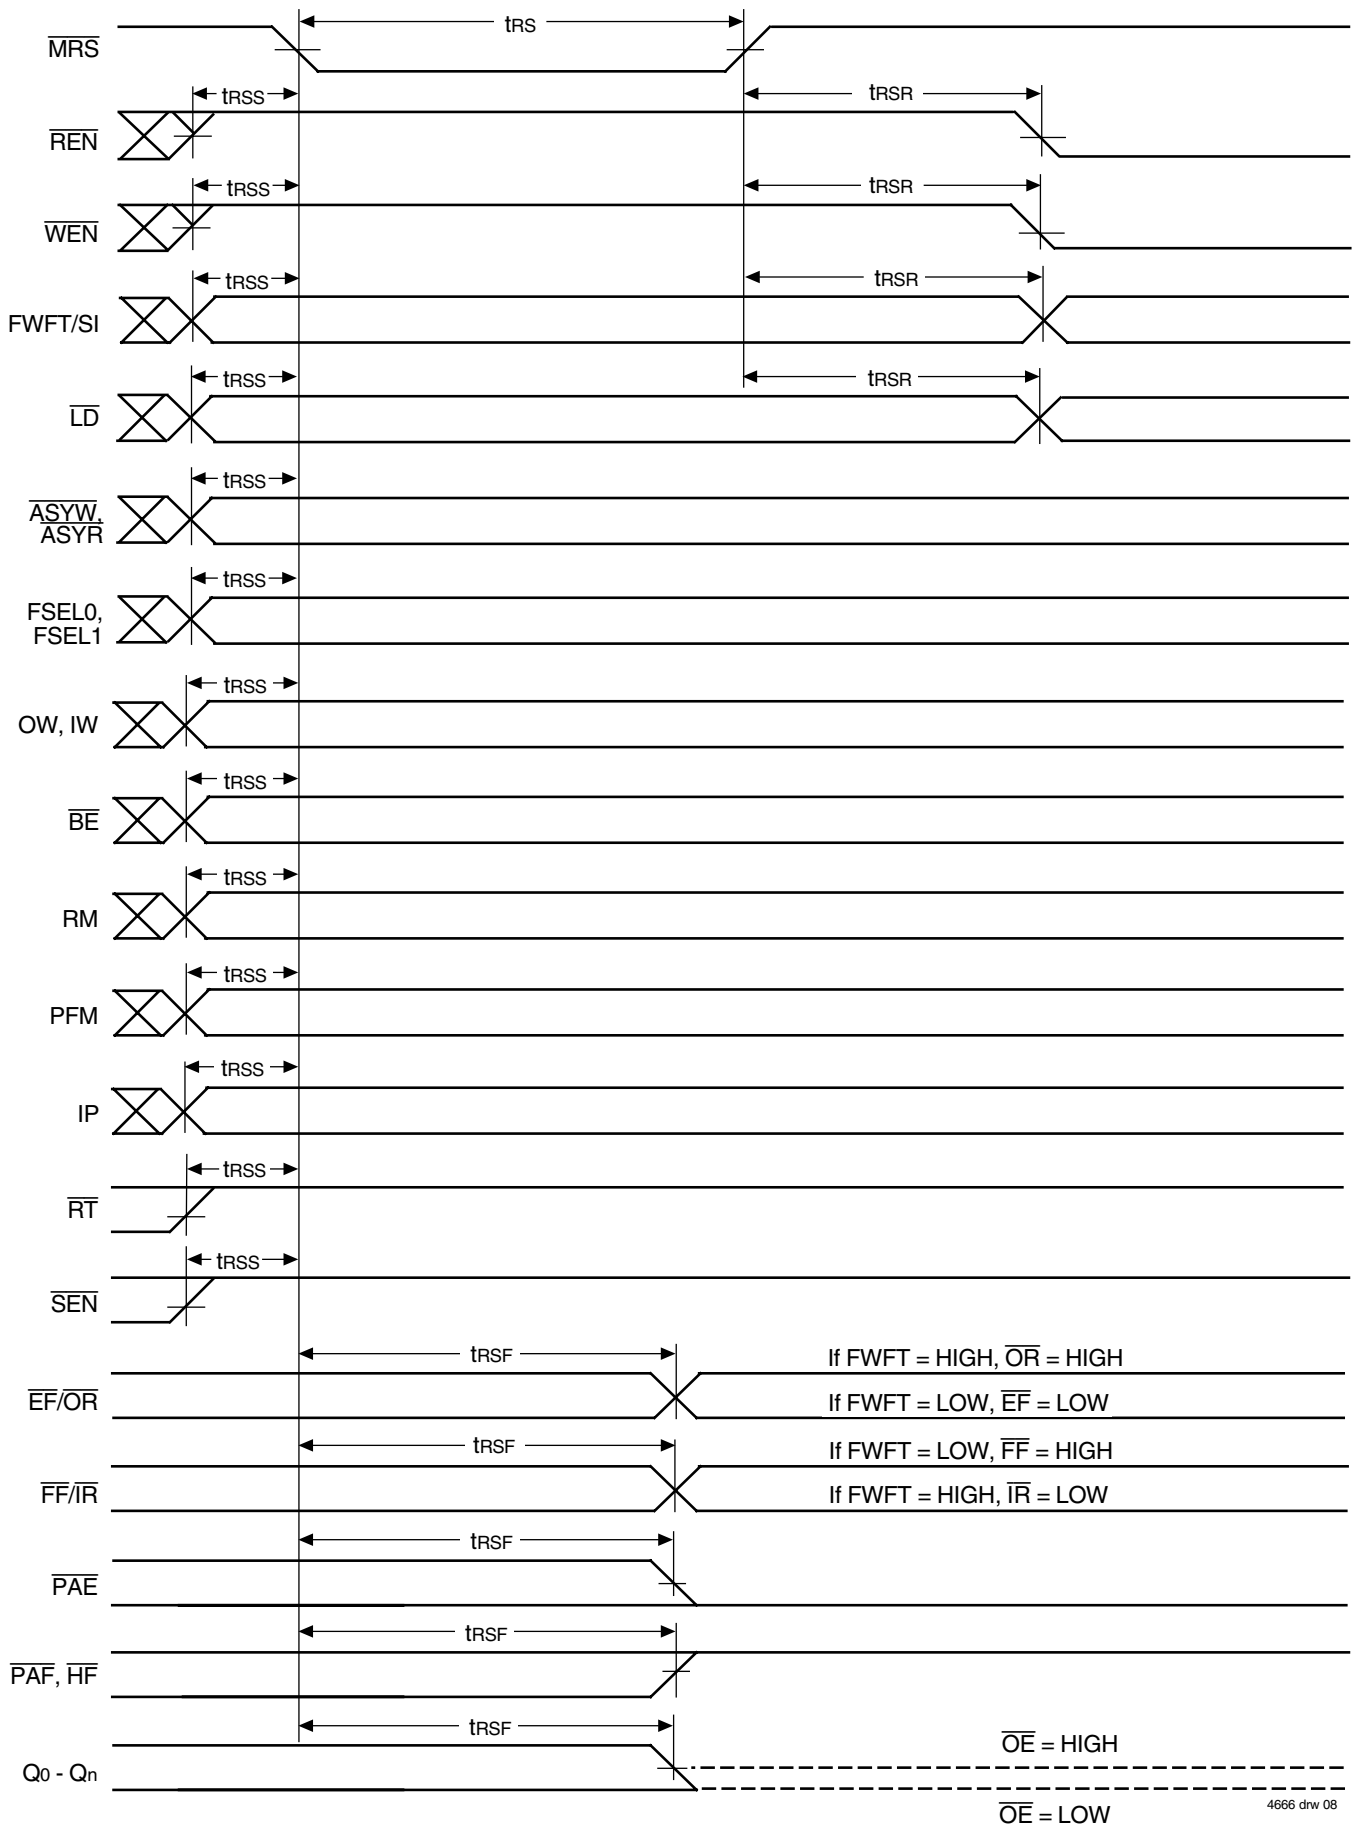 tRS
MRS
tRSS tRSR
REN
tRSS tRSR
WEN
tRSS tRSR
FWFT/SI
tRSS tRSR
LD
tRSS
ASYW,
ASYR
tRSS
FSEL0,
FSEL1
tRSS
OW, IW
tRSS
BE
tRSS
RM
tRSS
PFM
tRSS
IP
tRSS
RT
tRSS
SEN
tRSF If FWFT = HIGH, OR = HIGH
EF/OR If FWFT = LOW, EF = LOW
tRSF If FWFT = LOW, FF = HIGH
FF/IR If FWFT = HIGH, IR = LOW
tRSF
PAE
tRSF
PAF, HF
tRSF
OE = HIGH
Q0 - Qn
OE = LOW
4666 drw 08